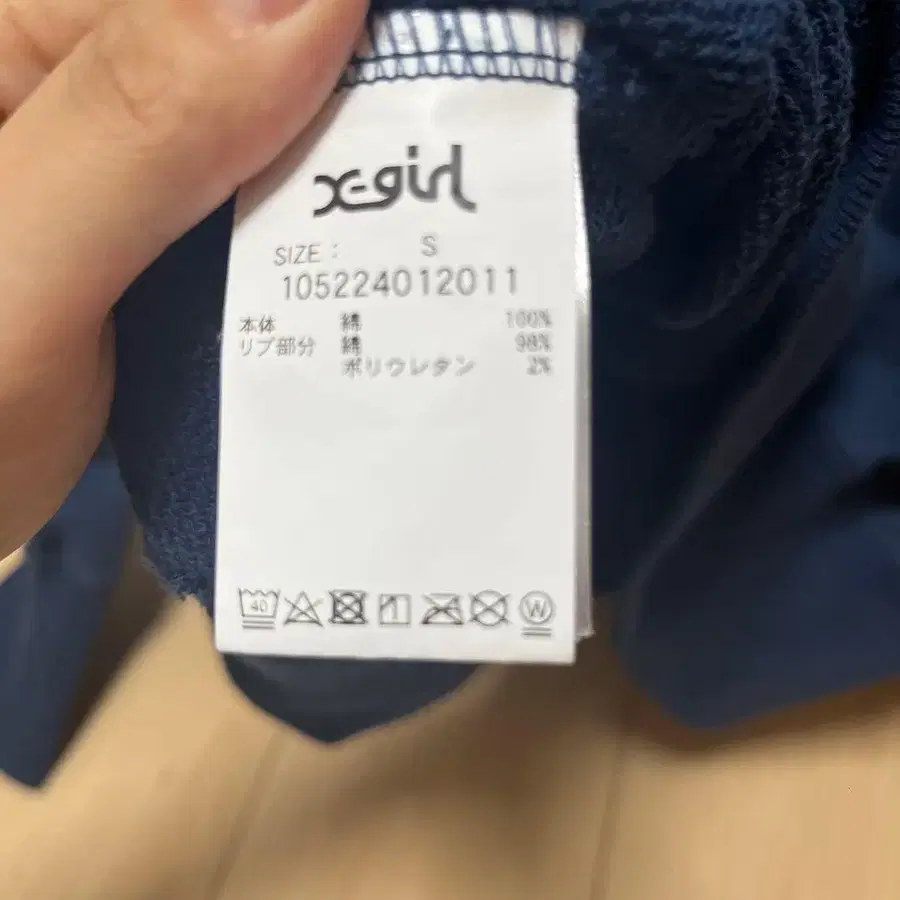 X-girl
SIZE : S
105224012011
本体 綿 100%
リブ部分 綿 98%
ポリウレタン 2%
40
W